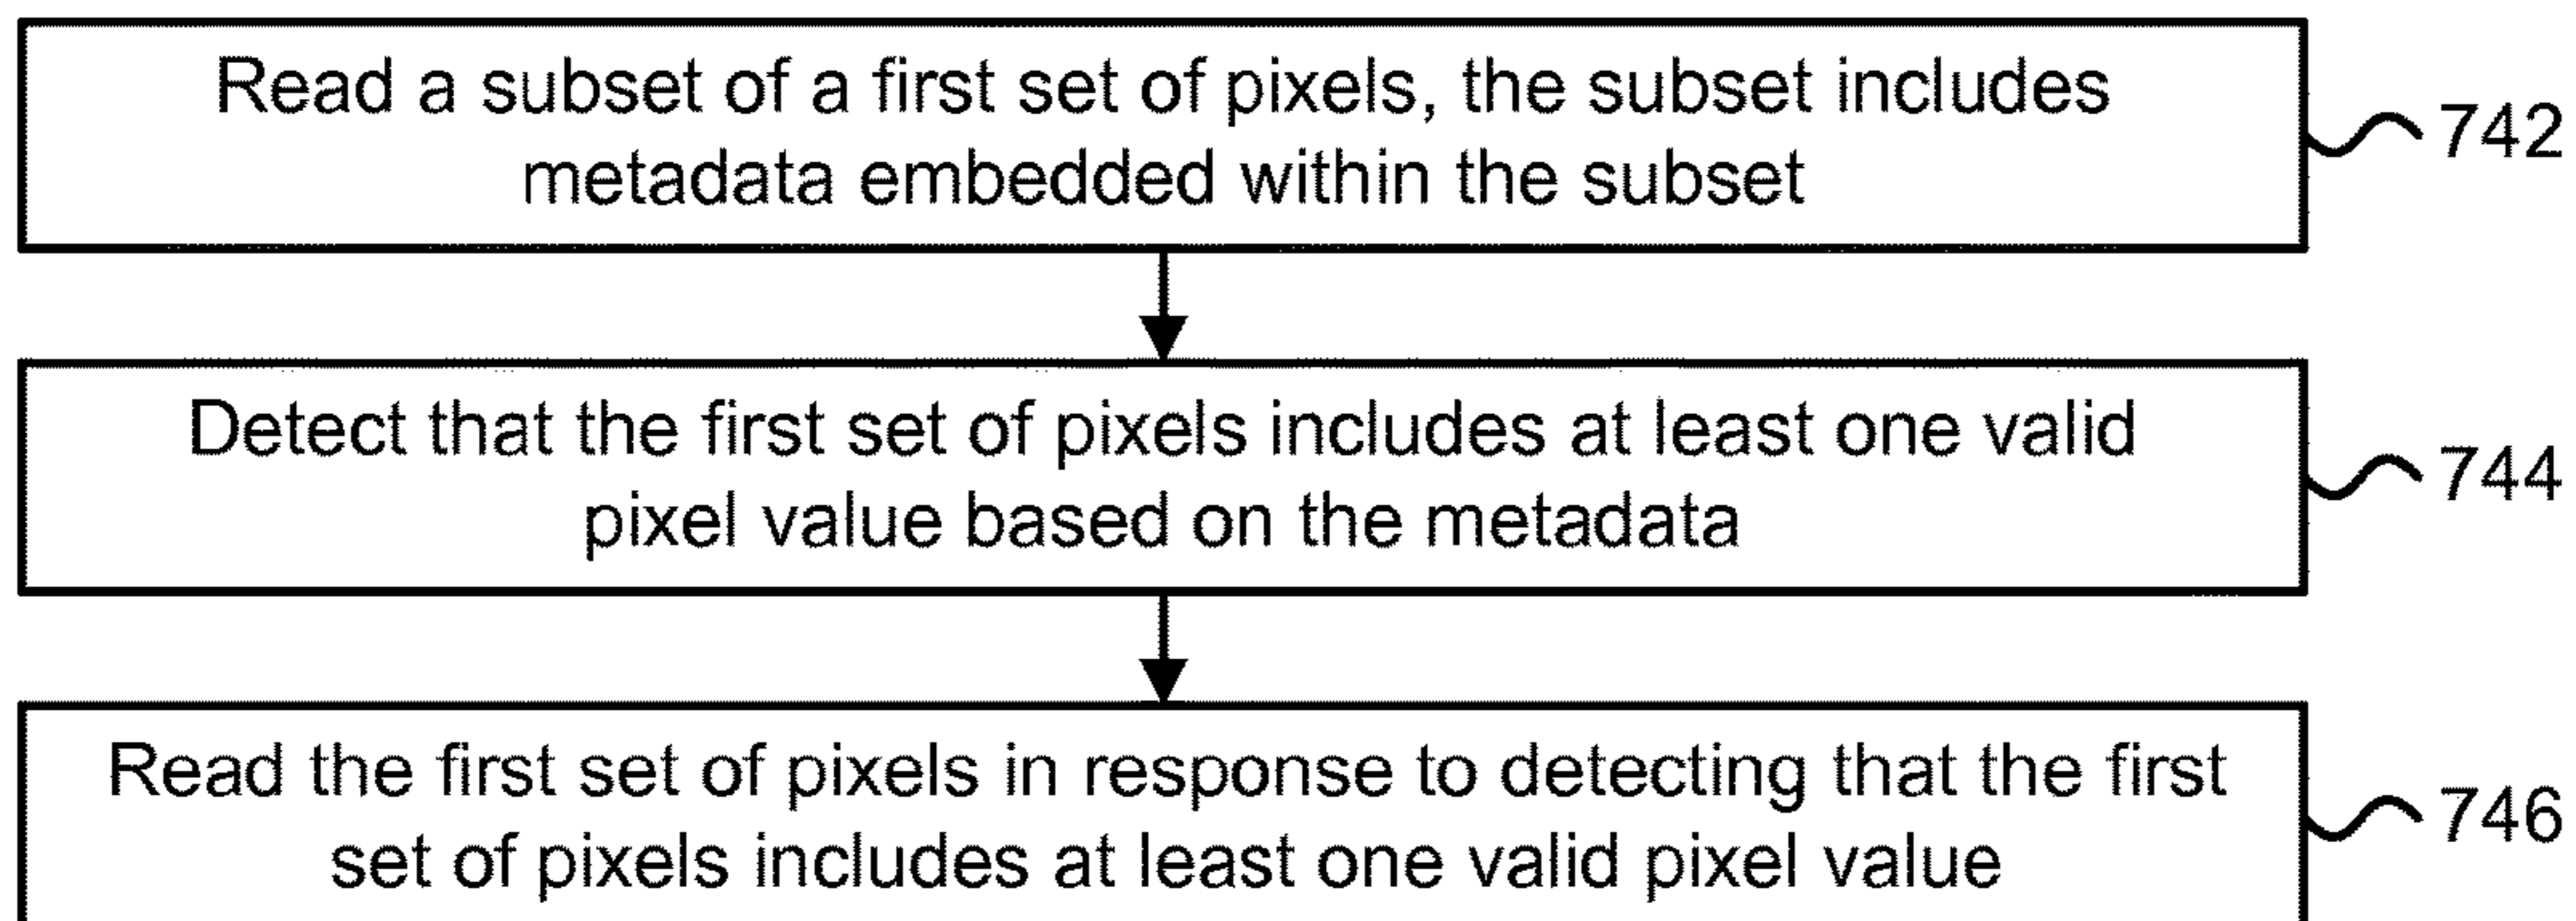 Read a subset of a first set of pixels, the subset includes
metadata embedded within the subset
742
Detect that the first set of pixels includes at least one valid
pixel value based on the metadata
744
Read the first set of pixels in response to detecting that the first
set of pixels includes at least one valid pixel value
746